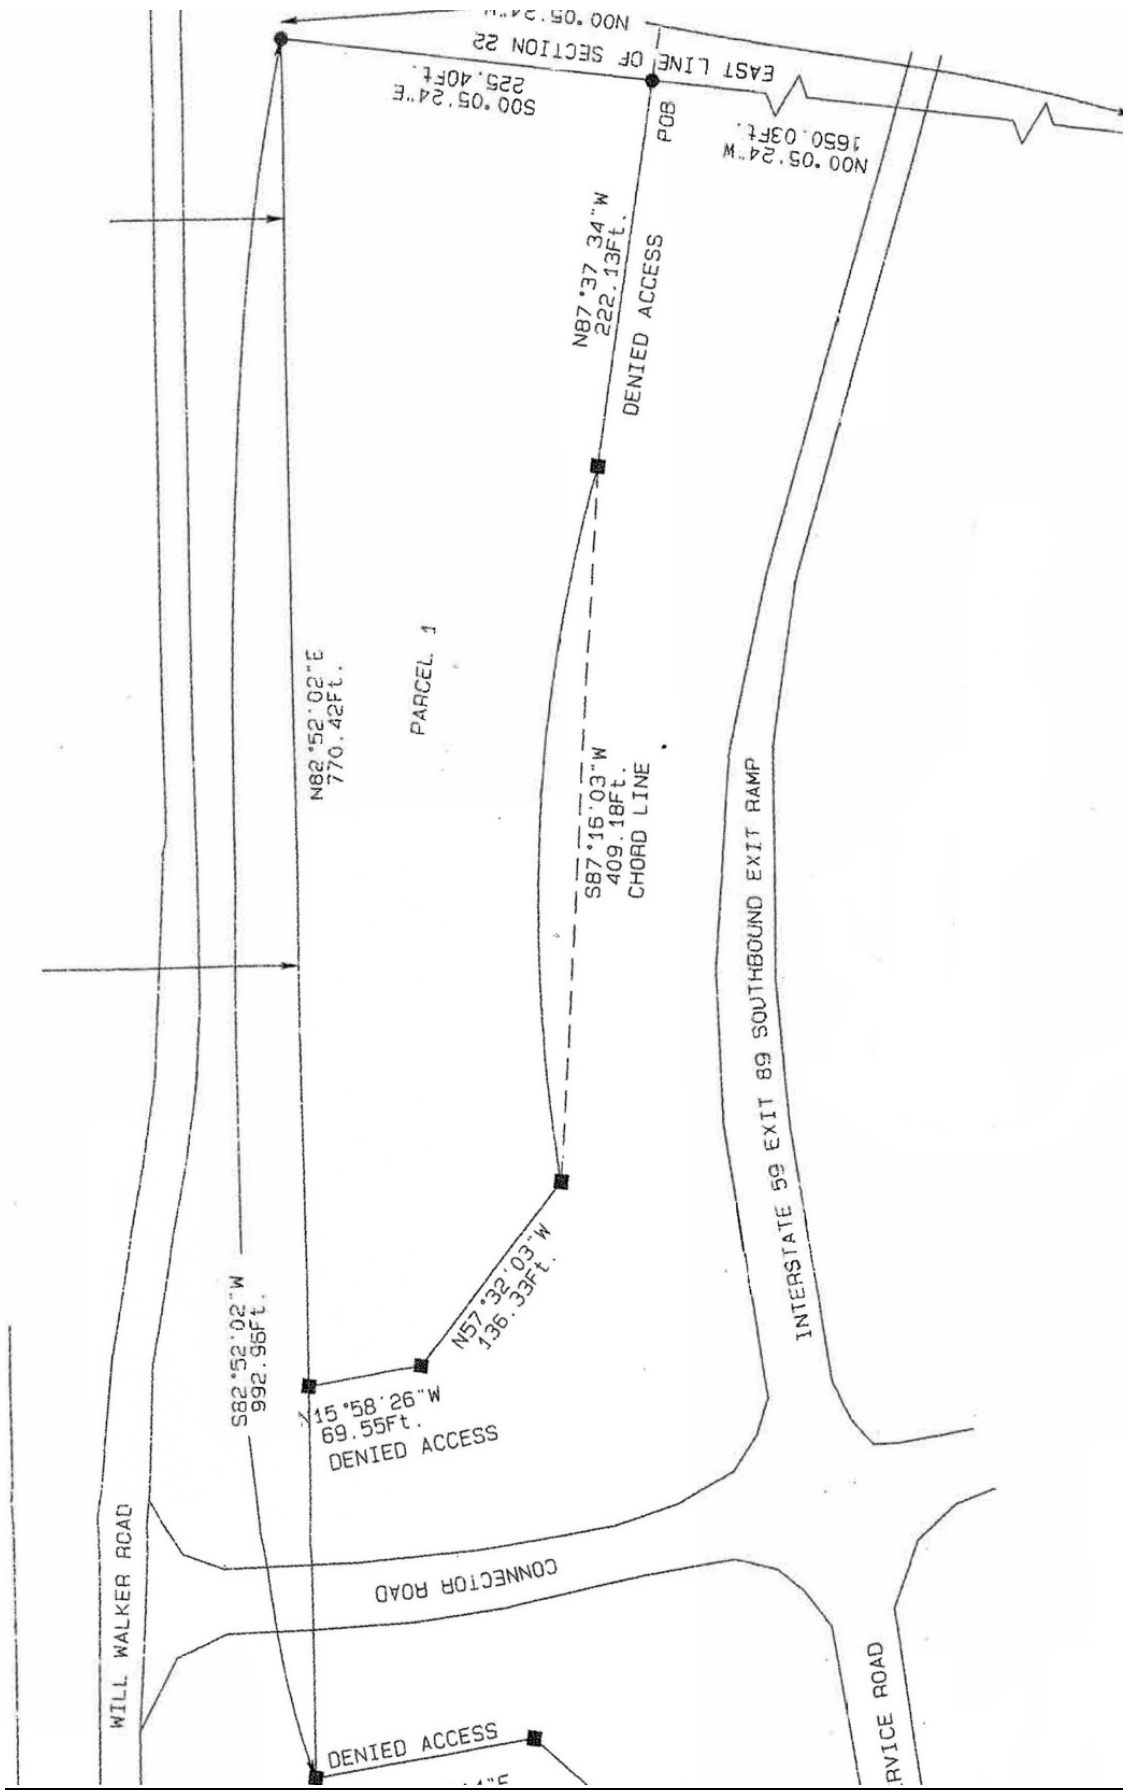 N00°05'24"W
EAST LINE OF SECTION 22
S00°05'24"E
225.40Ft.
POB
N00°05'24"W
1650.03Ft.
N87°37 34"W
222.13Ft.
DENIED ACCESS
N82°52'02"E
770.42Ft.
PARCEL 1
S87°16'03"W
409.18Ft.
CHORD LINE
INTERSTATE 59 EXIT 89 SOUTHBOUND EXIT RAMP
N57°32'03"W
136.33Ft.
S82°52'02"W
992.96Ft.
N15°58'26"W
69.55Ft.
DENIED ACCESS
WILL WALKER ROAD
CONNECTOR ROAD
DENIED ACCESS
RVICE ROAD